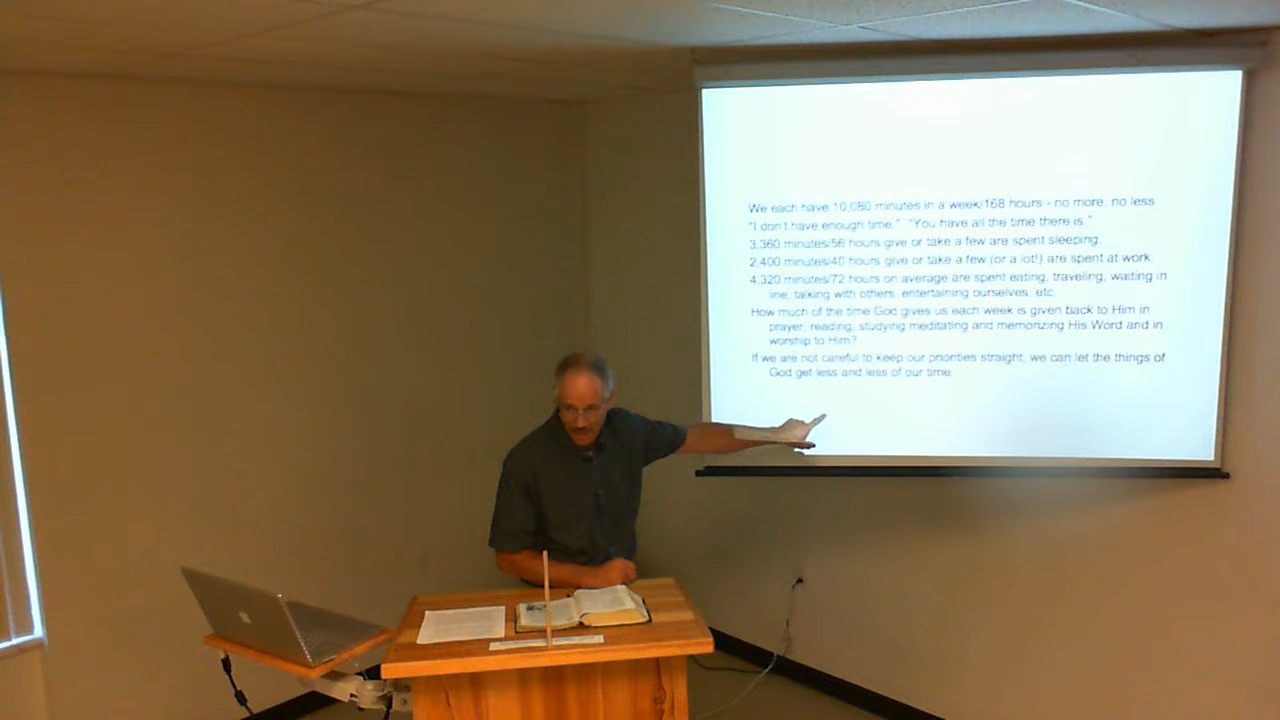 We each have 10,080 minutes in a week/168 hours - no more, no less
"I don't have enough time." "You have all the time there is."
3,360 minutes/56 hours give or take a few are spent sleeping.
2,400 minutes/40 hours give or take a few (or a lot!) are spent at work.
4,320 minutes/72 hours on average are spent eating, traveling, waiting in
line, talking with others, entertaining ourselves, etc.
How much of the time God gives us each week is given back to Him in
prayer, reading, studying meditating and memorizing His Word and in
worship to Him?
If we are not careful to keep our priorities straight, we can let the things of
God get less and less of our time.